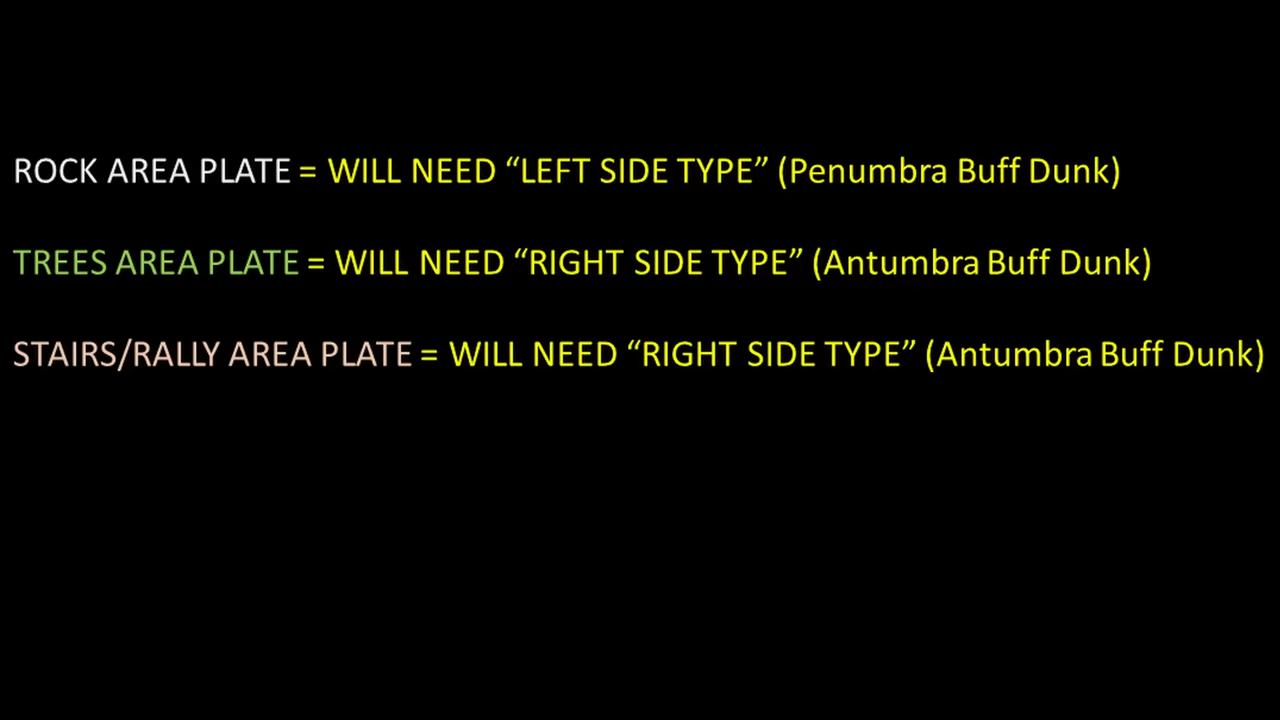 ROCK AREA PLATE = WILL NEED “LEFT SIDE TYPE” (Penumbra Buff Dunk)
TREES AREA PLATE = WILL NEED “RIGHT SIDE TYPE” (Antumbra Buff Dunk)
STAIRS/RALLY AREA PLATE = WILL NEED “RIGHT SIDE TYPE” (Antumbra Buff Dunk)